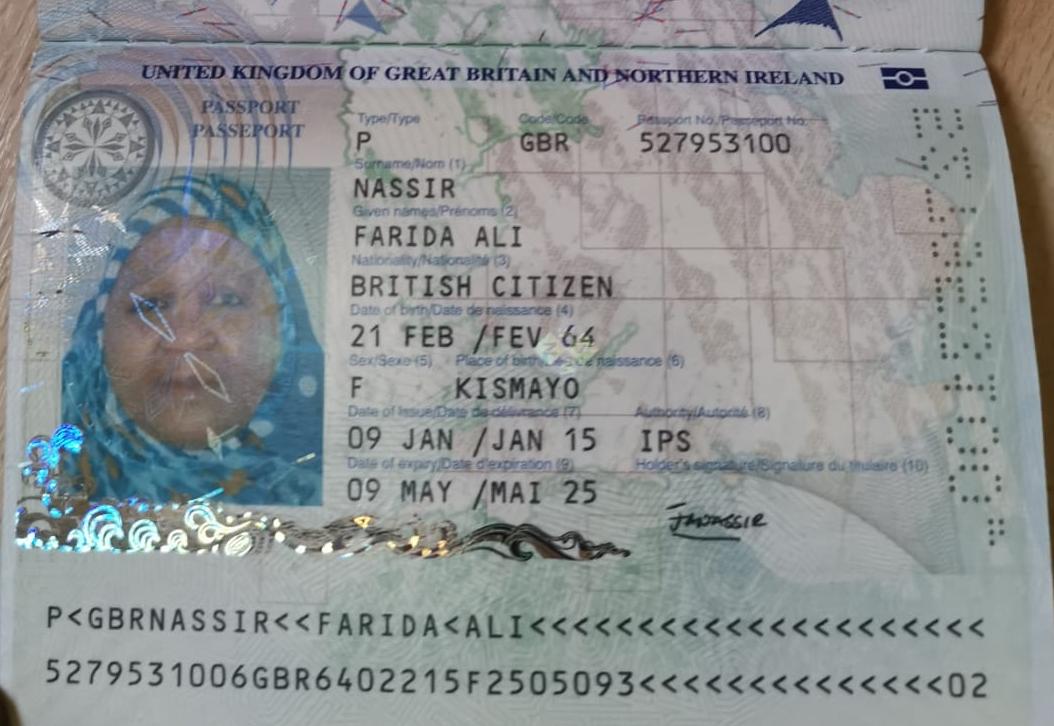 UNITED KINGDOM OF GREAT BRITAIN AND NORTHERN IRELAND
PASSPORT
PASSEPORT
Type/Type Code/Code Passport No./Passeport No.
P GBR 527953100
Surname/Nom (1)
NASSIR
Given names/Prénoms (2)
FARIDA ALI
Nationality/Nationalité (3)
BRITISH CITIZEN
Date of birth/Date de naissance (4)
21 FEB /FEV 64
Sex/Sexe (5) Place of birth/Lieu de naissance (6)
F KISMAYO
Date of issue/Date de délivrance (7) Authority/Autorité (8)
09 JAN /JAN 15 IPS
Date of expiry/Date d'expiration (9) Holder's signature/Signature du titulaire (10)
09 MAY /MAI 25
P<GBRNASSIR<<FARIDA<ALI<<<<<<<<<<<<<<<<<<<<<
5279531006GBR6402215F2505093<<<<<<<<<<<<<<02